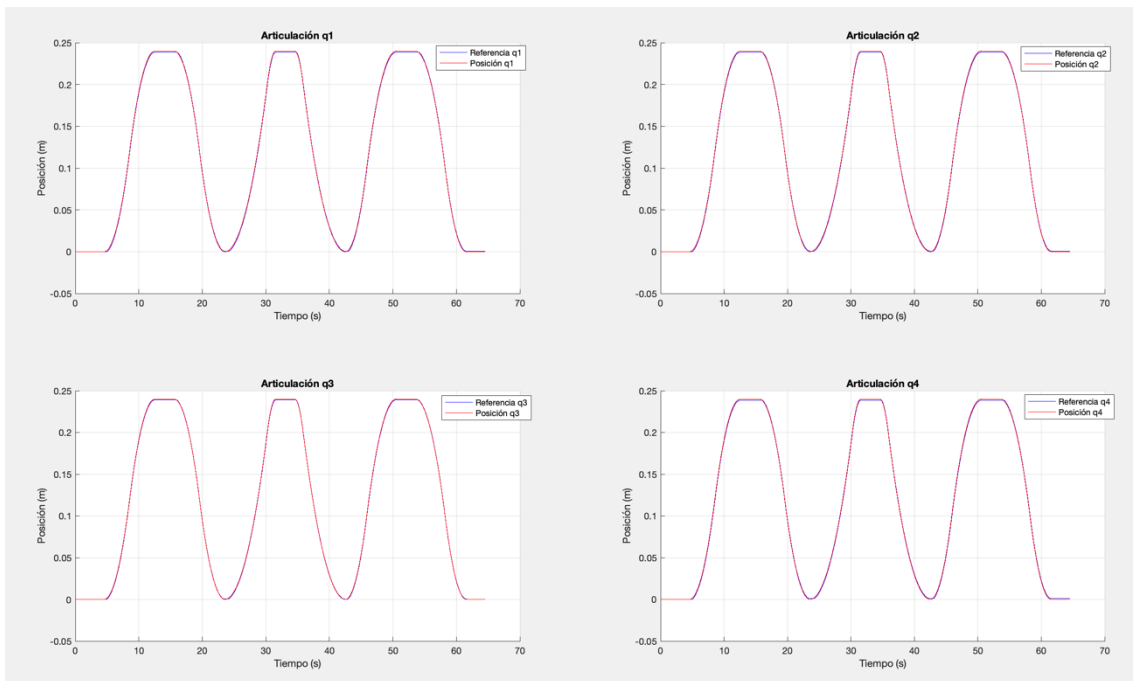 Articulación q1
Referencia q1
Posición q1
Posición (m)
0.25
0.2
0.15
0.1
0.05
0
-0.05
0 10 20 30 40 50 60 70
Tiempo (s)
Articulación q2
Referencia q2
Posición q2
Posición (m)
0.25
0.2
0.15
0.1
0.05
0
-0.05
0 10 20 30 40 50 60 70
Tiempo (s)
Articulación q3
Referencia q3
Posición q3
Posición (m)
0.25
0.2
0.15
0.1
0.05
0
-0.05
0 10 20 30 40 50 60 70
Tiempo (s)
Articulación q4
Referencia q4
Posición q4
Posición (m)
0.25
0.2
0.15
0.1
0.05
0
-0.05
0 10 20 30 40 50 60 70
Tiempo (s)